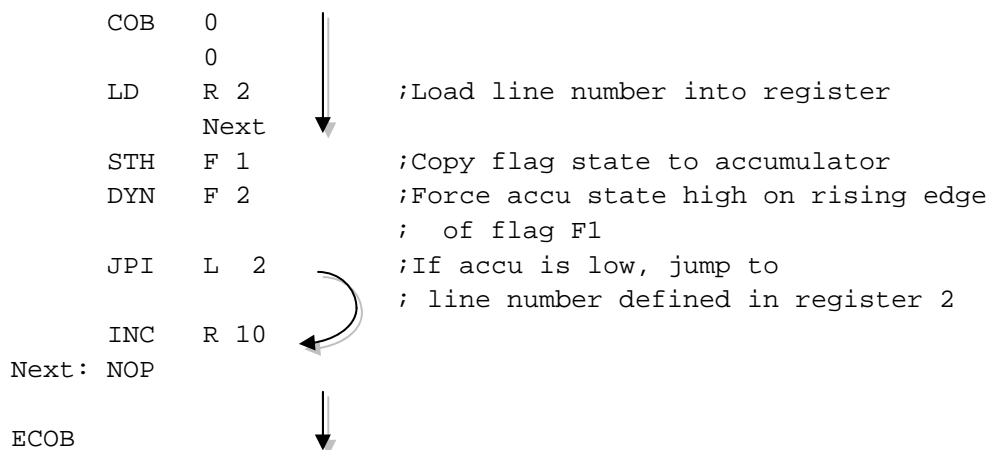 COB 0
0
LD R 2 ;Load line number into register
Next
STH F 1 ;Copy flag state to accumulator
DYN F 2 ;Force accu state high on rising edge
; of flag F1
JPI L 2 ;If accu is low, jump to
; line number defined in register 2
INC R 10
Next: NOP
ECOB